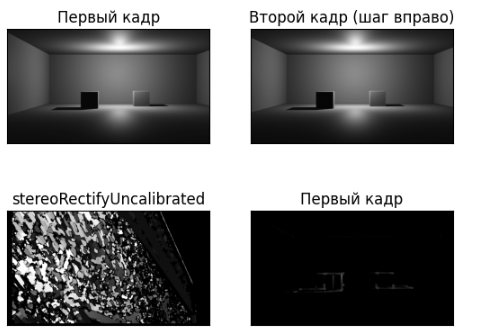 Первый кадр
Второй кадр (шаг вправо)
stereoRectifyUncalibrated
Первый кадр